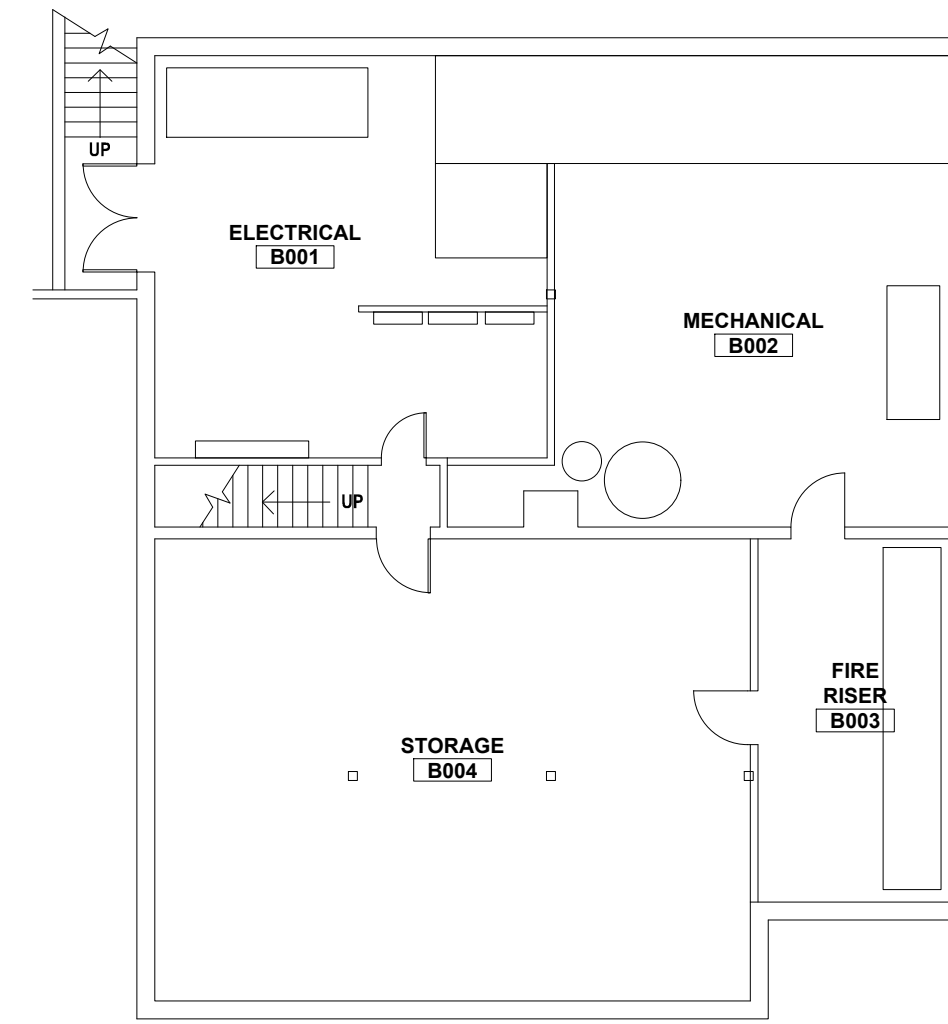 UP
ELECTRICAL
B001
MECHANICAL
B002
UP
FIRE
RISER
B003
STORAGE
B004